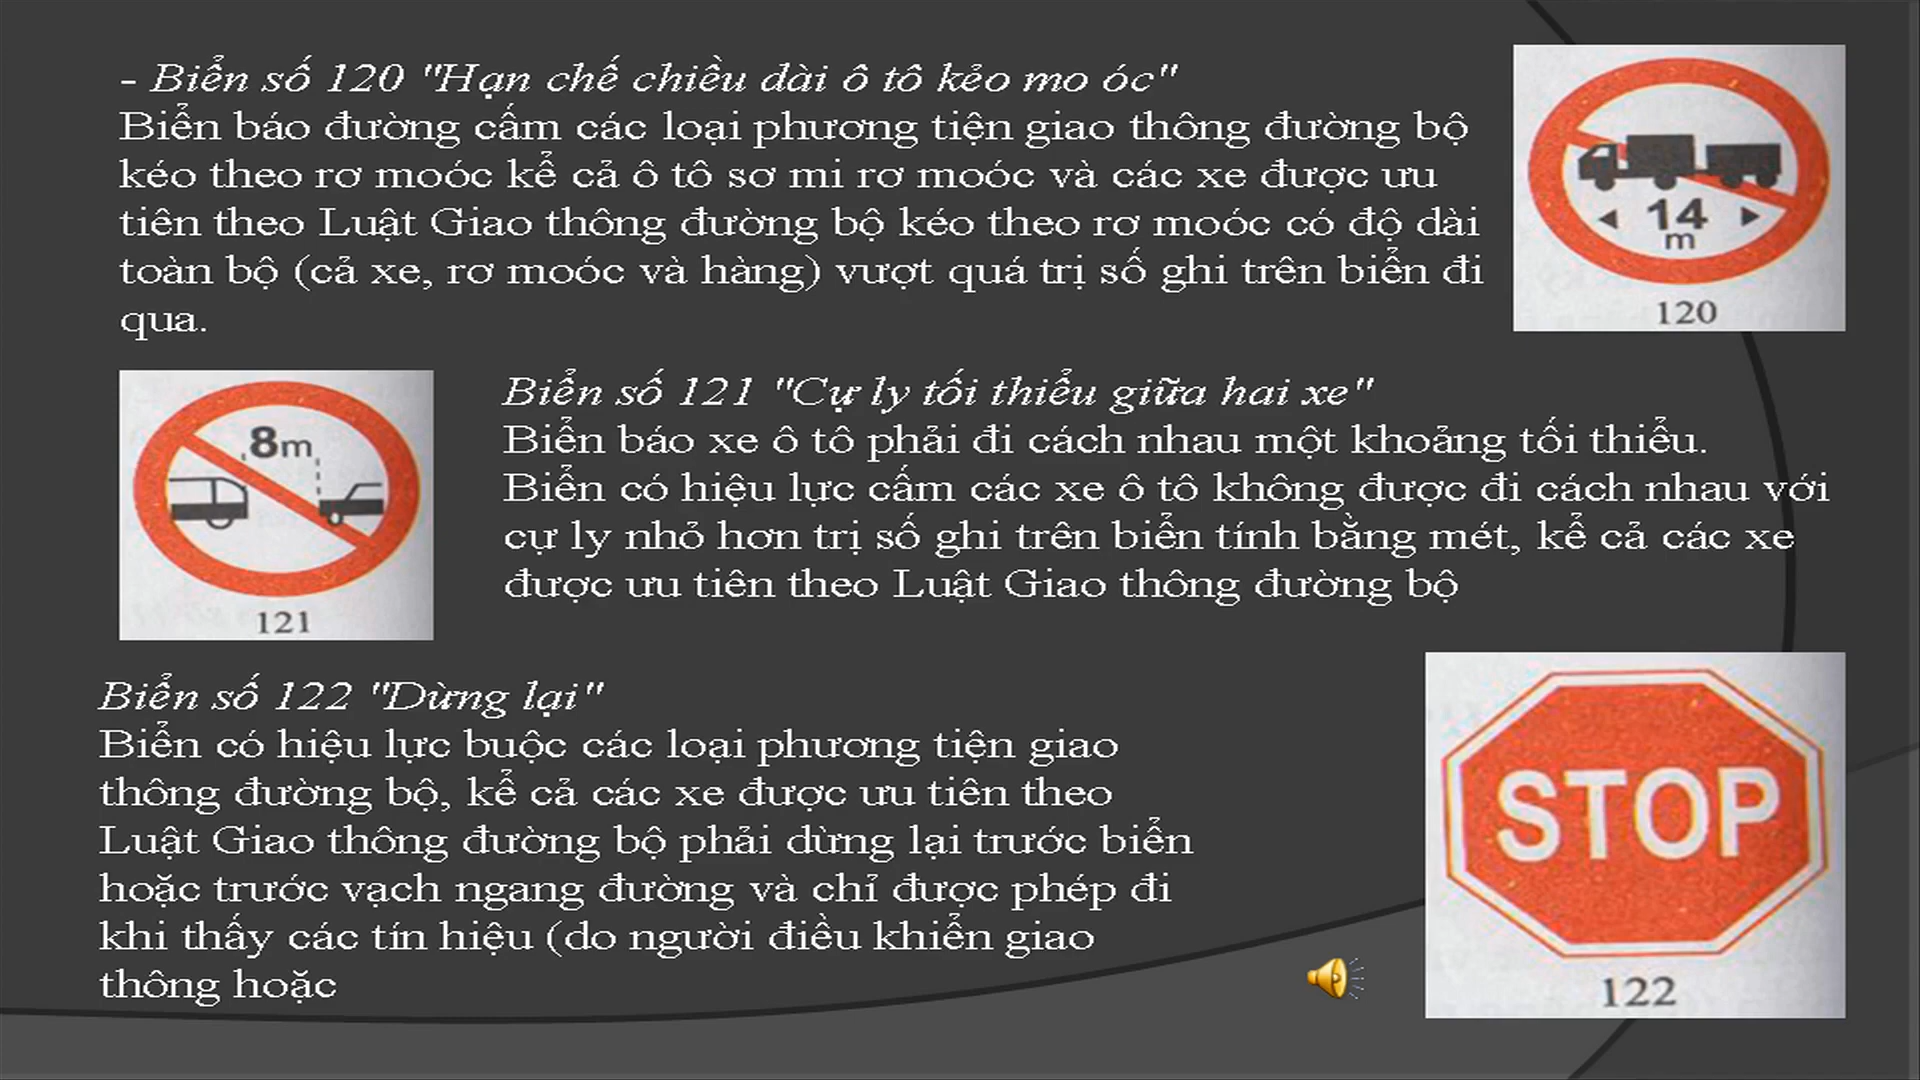 - Biển số 120 "Hạn chế chiều dài ô tô kẻo mo óc"
Biển báo đường cấm các loại phương tiện giao thông đường bộ
kéo theo rơ moóc kể cả ô tô sơ mi rơ moóc và các xe được ưu
tiên theo Luật Giao thông đường bộ kéo theo rơ moóc có độ dài
toàn bộ (cả xe, rơ moóc và hàng) vượt quá trị số ghi trên biển đi
qua.
14
m
120
8m
121
Biển số 121 "Cự ly tối thiểu giữa hai xe"
Biển báo xe ô tô phải đi cách nhau một khoảng tối thiểu.
Biển có hiệu lực cấm các xe ô tô không được đi cách nhau với
cự ly nhỏ hơn trị số ghi trên biển tính bằng mét, kể cả các xe
được ưu tiên theo Luật Giao thông đường bộ
Biển số 122 "Dừng lại"
Biển có hiệu lực buộc các loại phương tiện giao
thông đường bộ, kể cả các xe được ưu tiên theo
Luật Giao thông đường bộ phải dừng lại trước biển
hoặc trước vạch ngang đường và chỉ được phép đi
khi thấy các tín hiệu (do người điều khiển giao
thông hoặc
STOP
122